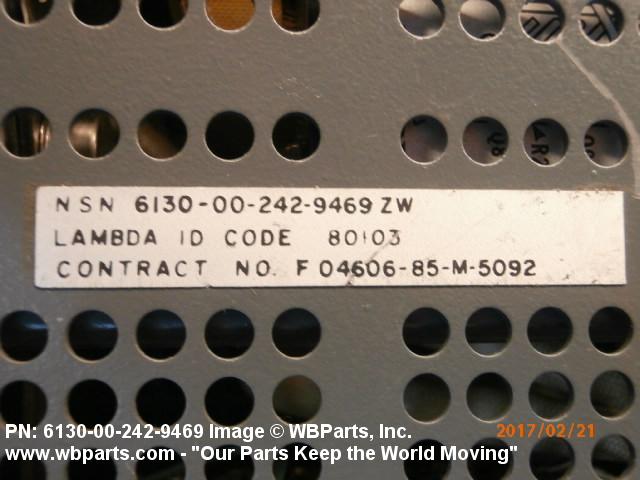 NSN 6130-00-242-9469 ZW
LAMBDA ID CODE 80103
CONTRACT NO. F 04606-85-M-5092
PN: 6130-00-242-9469 Image © WBParts, Inc.
2017/02/21
www.wbparts.com - "Our Parts Keep the World Moving"